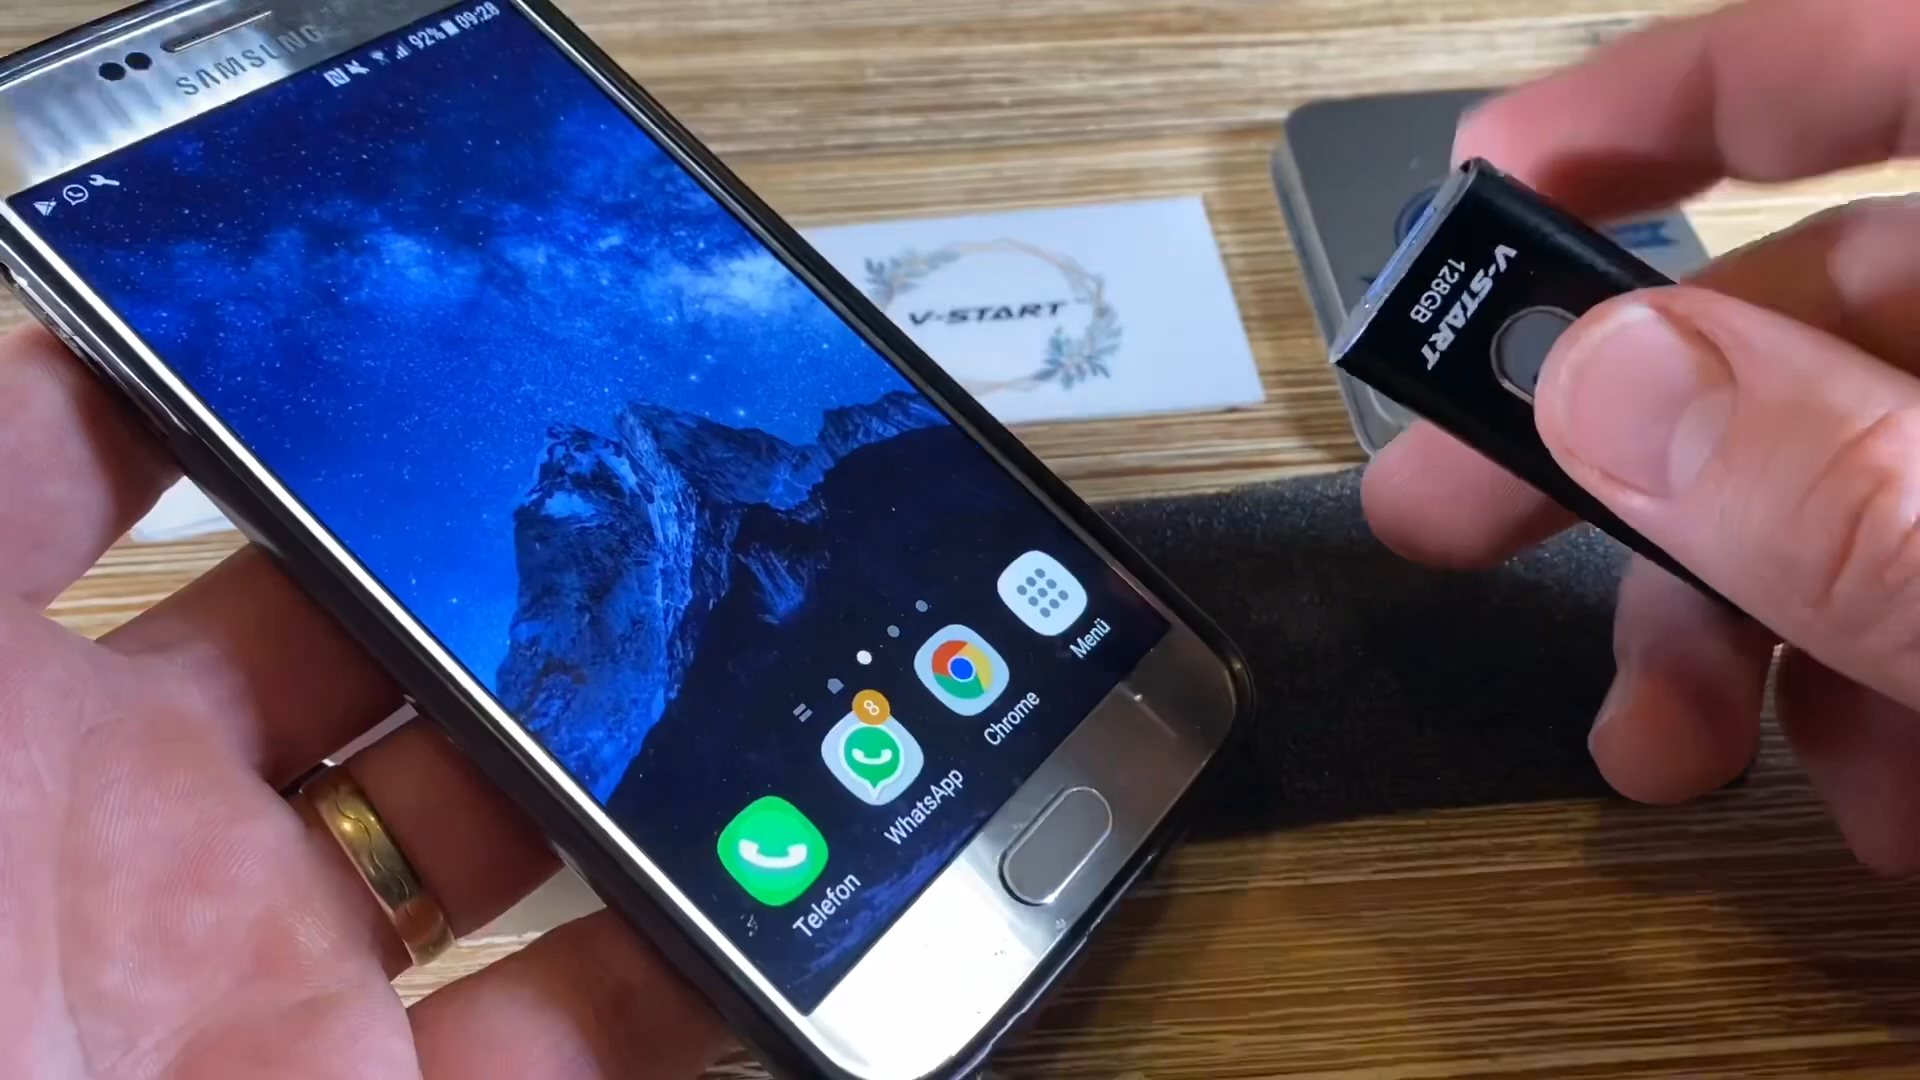 SAMSUNG
92% 09:28
V-START
V-START
128GB
8
Menü
Chrome
WhatsApp
Telefon